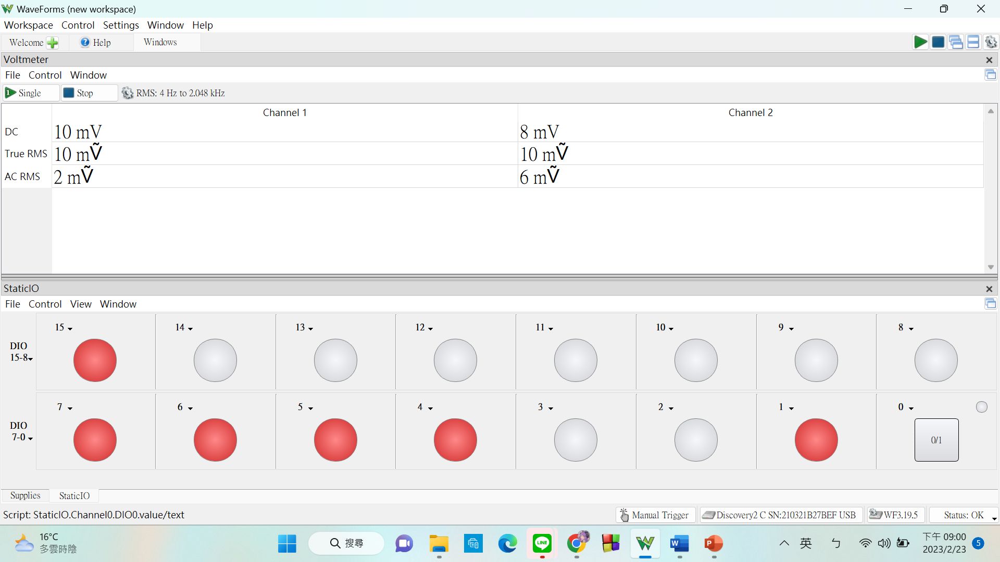 WaveForms (new workspace)
Workspace Control Settings Window Help
Welcome Help Windows
Voltmeter
File Control Window
1 Single Stop RMS: 4 Hz to 2.048 kHz
Channel 1 Channel 2
DC 10 mV 8 mV
True RMS 10 mṼ 10 mṼ
AC RMS 2 mṼ 6 mṼ
StaticIO
File Control View Window
15 14 13 12 11 10 9 8
DIO
15-8
7 6 5 4 3 2 1 0
DIO
7-0
0/1
Supplies StaticIO
Script: StaticIO.Channel0.DIO0.value/text Manual Trigger Discovery2 C SN:210321B27BEF USB WF3.19.5 Status: OK
16°C
多雲時陰
搜尋
LINE
W
P
英
ㄅ
下午 09:00
2023/2/23
5